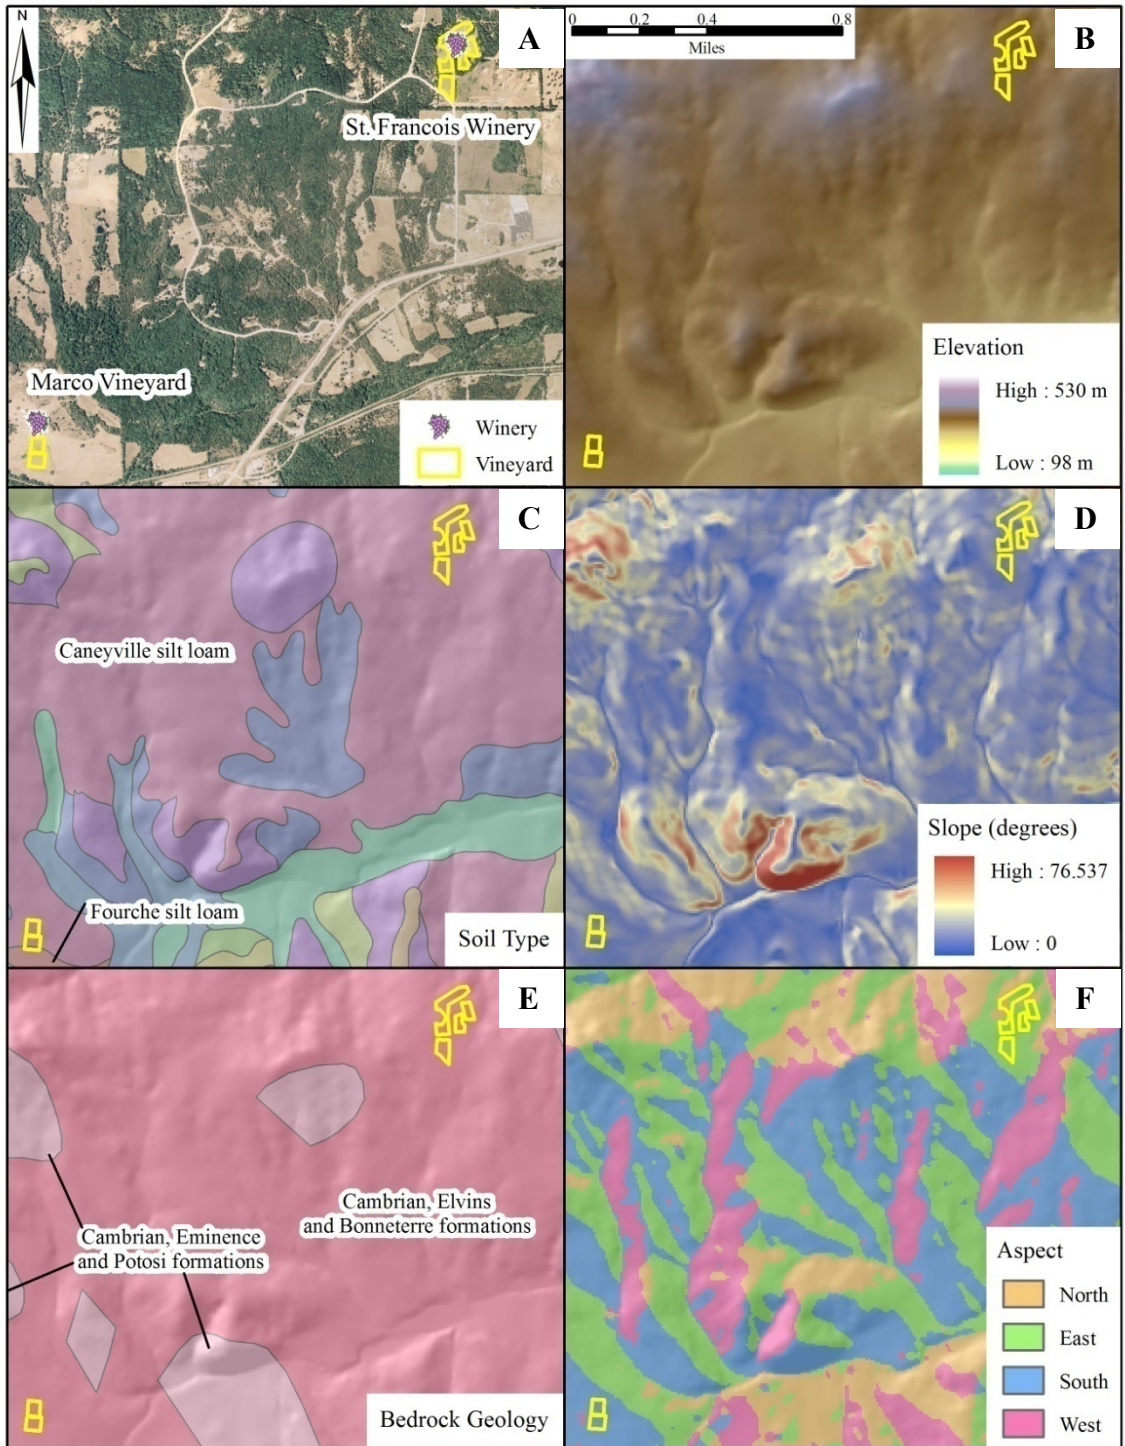 N
A
St. Francois Winery
Marco Vineyard
Winery
Vineyard
0 0.2 0.4 0.8
Miles
B
Elevation
High : 530 m
Low : 98 m
C
Caneyville silt loam
Fourche silt loam
Soil Type
D
Slope (degrees)
High : 76.537
Low : 0
E
Cambrian, Elvins
and Bonneterre formations
Cambrian, Eminence
and Potosi formations
Bedrock Geology
F
Aspect
North
East
South
West